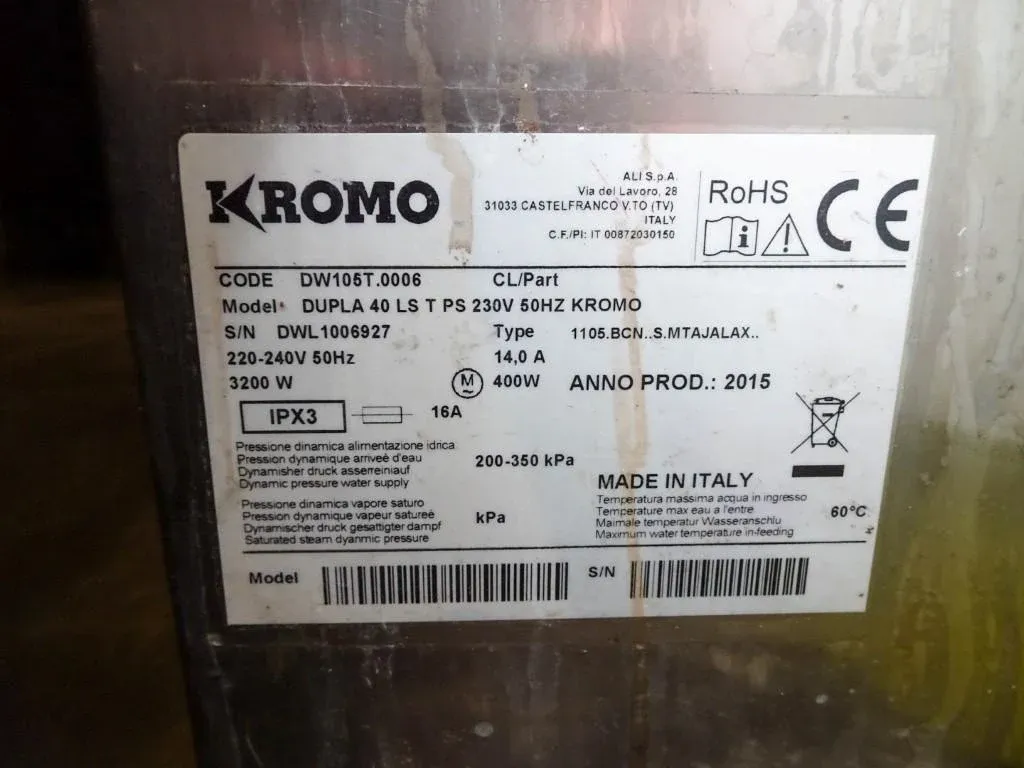 KROMO
ALI S.p.A.
Via del Lavoro, 28
31033 CASTELFRANCO V.TO (TV)
ITALY
C.F./PI: IT 00872030150
RoHS
CE
CODE DW105T.0006 CL/Part
Model DUPLA 40 LS T PS 230V 50HZ KROMO
S/N DWL1006927 Type 1105.BCN..S.MTAJALAX..
220-240V 50Hz 14,0 A
3200 W M 400W ANNO PROD.: 2015
IPX3 16A
Pressione dinamica alimentazione idrica
Pression dynamique arriveé d'eau
Dynamisher druck asserreiniauf
Dynamic pressure water supply
200-350 kPa
Pressione dinamica vapore saturo
Pression dynamique vapeur satureé
Dynamischer druck gesattigter dampf
Saturated steam dyanmic pressure
kPa
MADE IN ITALY
Temperatura massima acqua in ingresso
Temperature max eau a l'entre
Maimale temperatur Wasseranschlu
Maximum water temperature in-feeding
60°C
Model S/N